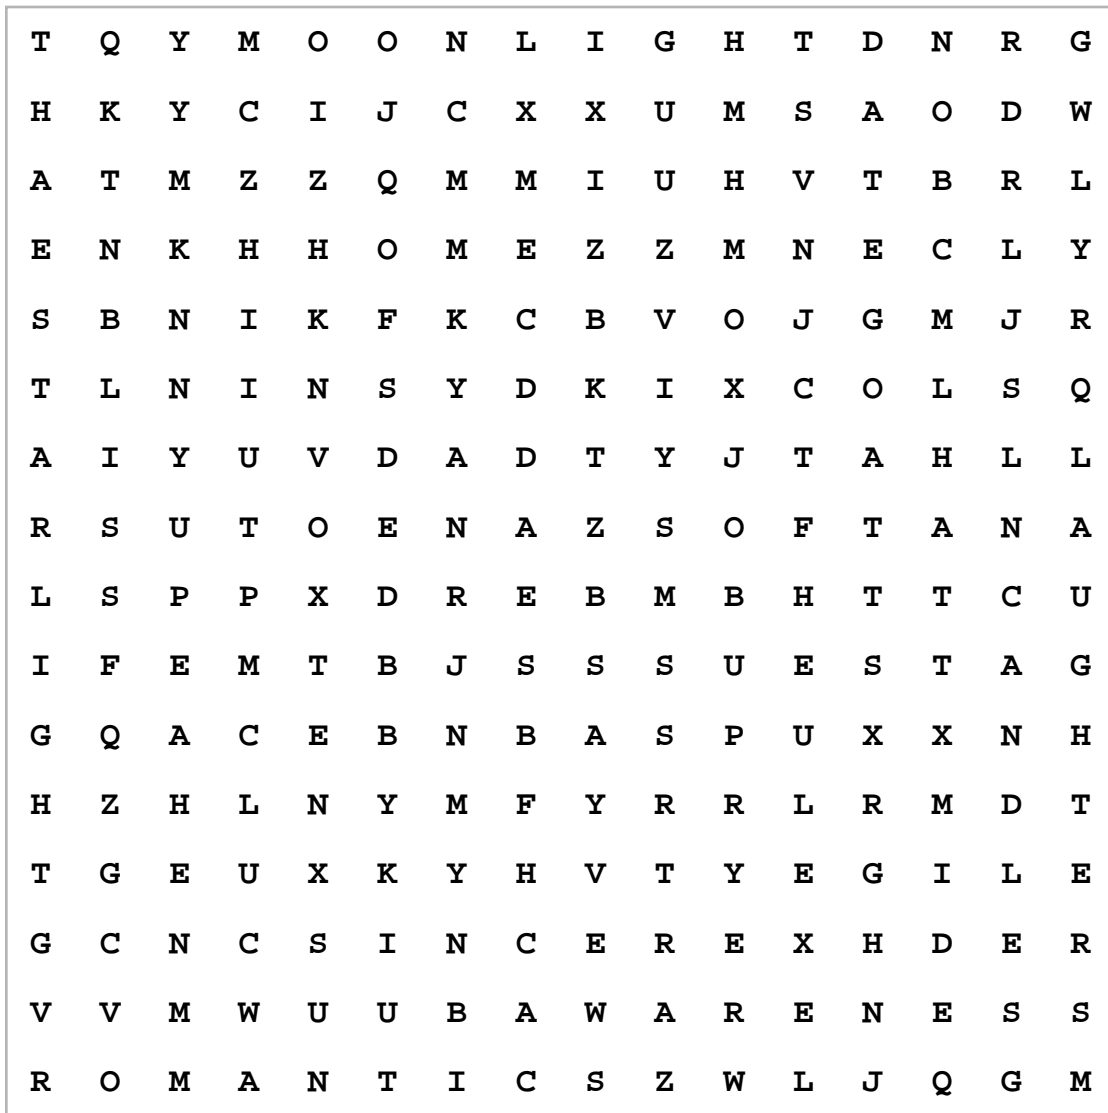 T Q Y M O O N L I G H T D N R G
H K Y C I J C X X U M S A O D W
A T M Z Z Q M M I U H V T B R L
E N K H H O M E Z Z M N E C L Y
S B N I K F K C B V O J G M J R
T L N I N S Y D K I X C O L S Q
A I Y U V D A D T Y J T A H L L
R S U T O E N A Z S O F T A N A
L S P P X D R E B M B H T T C U
I F E M T B J S S S U E S T A G
G Q A C E B N B A S P U X X N H
H Z H L N Y M F Y R R L R M D T
T G E U X K Y H V T Y E G I L E
G C N C S I N C E R E X H D E R
V V M W U U B A W A R E N E S S
R O M A N T I C S Z W L J Q G M